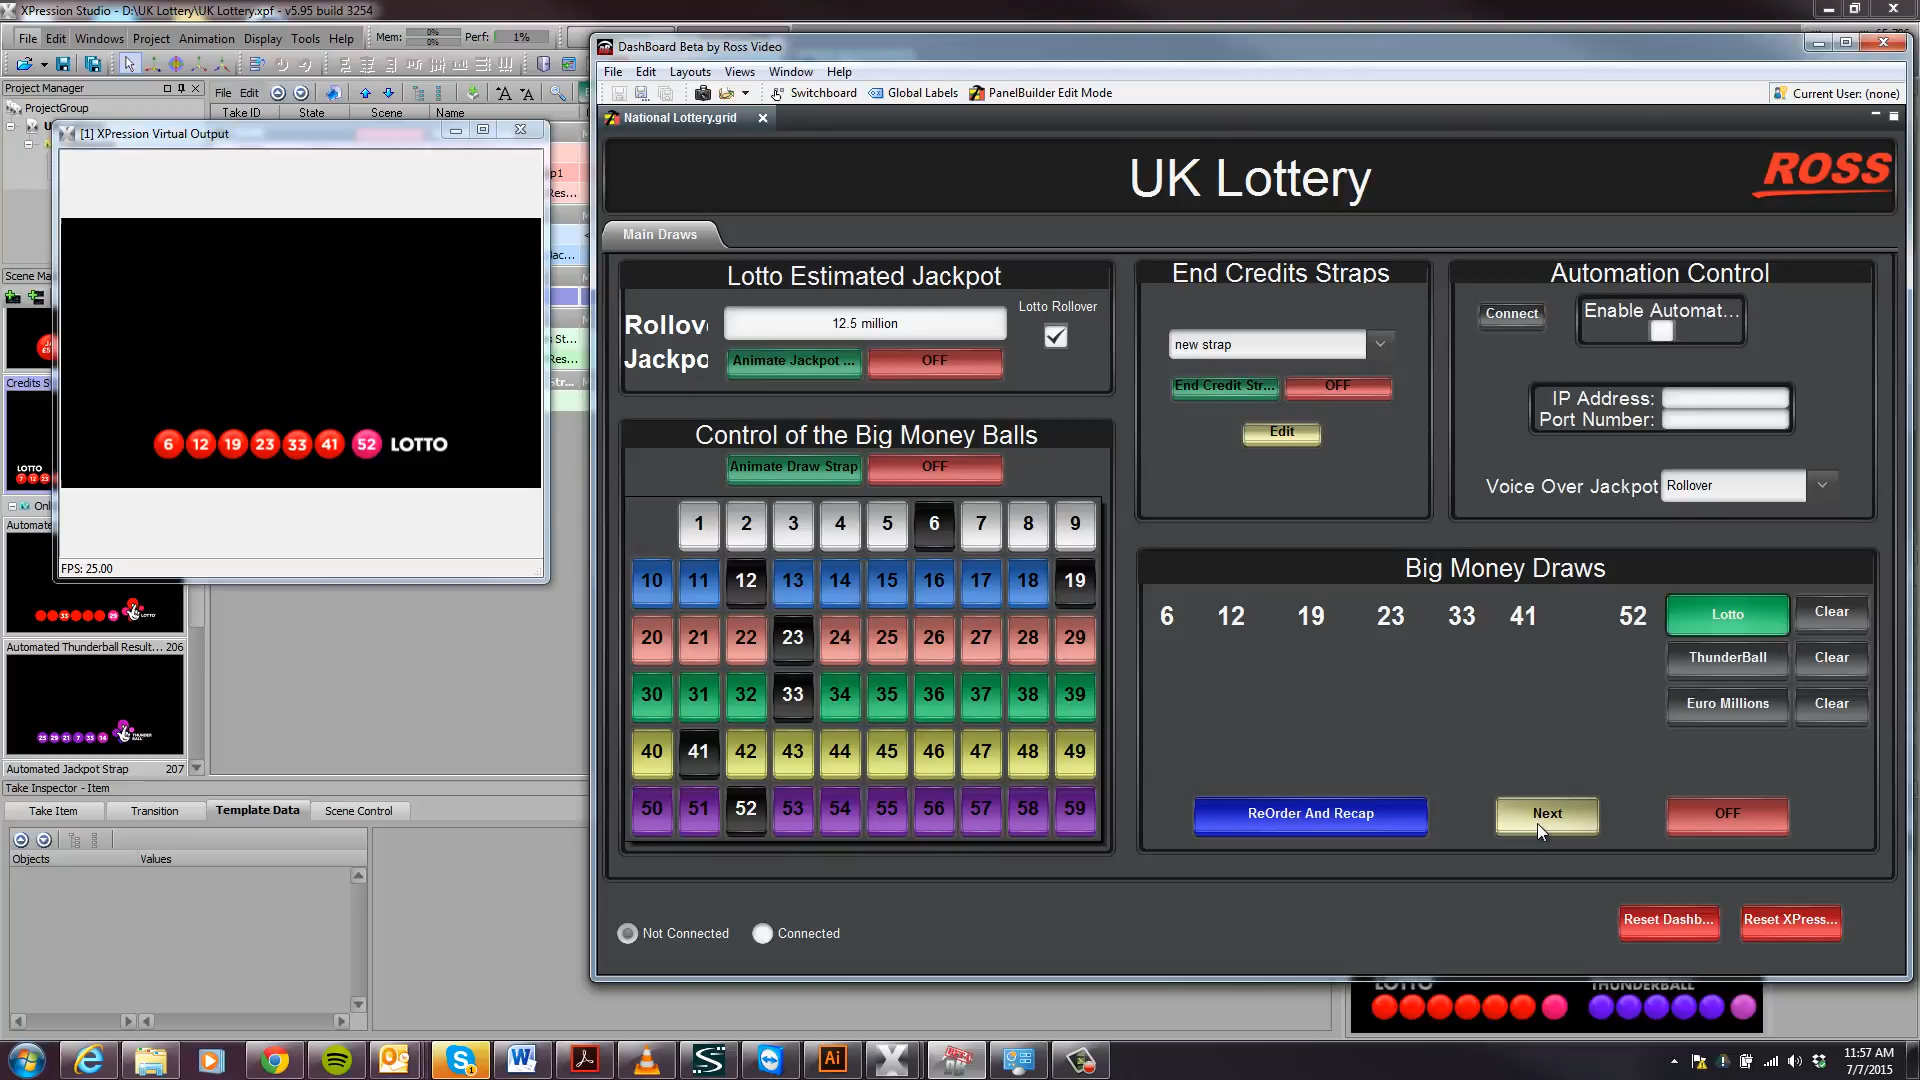 XPression Studio - D:\UK Lottery\UK Lottery.xpf - v5.95 build 3254
File Edit Windows Project Animation Display Tools Help Mem: 0% 0% Perf: 1%
Project Manager
ProjectGroup
File Edit
Take ID State Scene Name
[1] XPression Virtual Output
6 12 19 23 33 41 52 LOTTO
FPS: 25.00
Automated Thunderball Result... 206
Automated Jackpot Strap 207
Take Inspector - Item
Take Item Transition Template Data Scene Control
Objects Values
DashBoard Beta by Ross Video
File Edit Layouts Views Window Help
Switchboard Global Labels PanelBuilder Edit Mode Current User: (none)
National Lottery.grid
UK Lottery
ROSS
Main Draws
Lotto Estimated Jackpot
12.5 million
Lotto Rollover
Animate Jackpot ... OFF
End Credits Straps
new strap
End Credit Str... OFF
Edit
Automation Control
Connect Enable Automat...
IP Address:
Port Number:
Voice Over Jackpot Rollover
Control of the Big Money Balls
Animate Draw Strap OFF
1 2 3 4 5 6 7 8 9
10 11 12 13 14 15 16 17 18 19
20 21 22 23 24 25 26 27 28 29
30 31 32 33 34 35 36 37 38 39
40 41 42 43 44 45 46 47 48 49
50 51 52 53 54 55 56 57 58 59
Big Money Draws
6 12 19 23 33 41 52 Lotto Clear
ThunderBall Clear
Euro Millions Clear
ReOrder And Recap Next OFF
Not Connected Connected
Reset Dashb... Reset XPress...
LOTTO THUNDERBALL
11:57 AM
7/7/2015